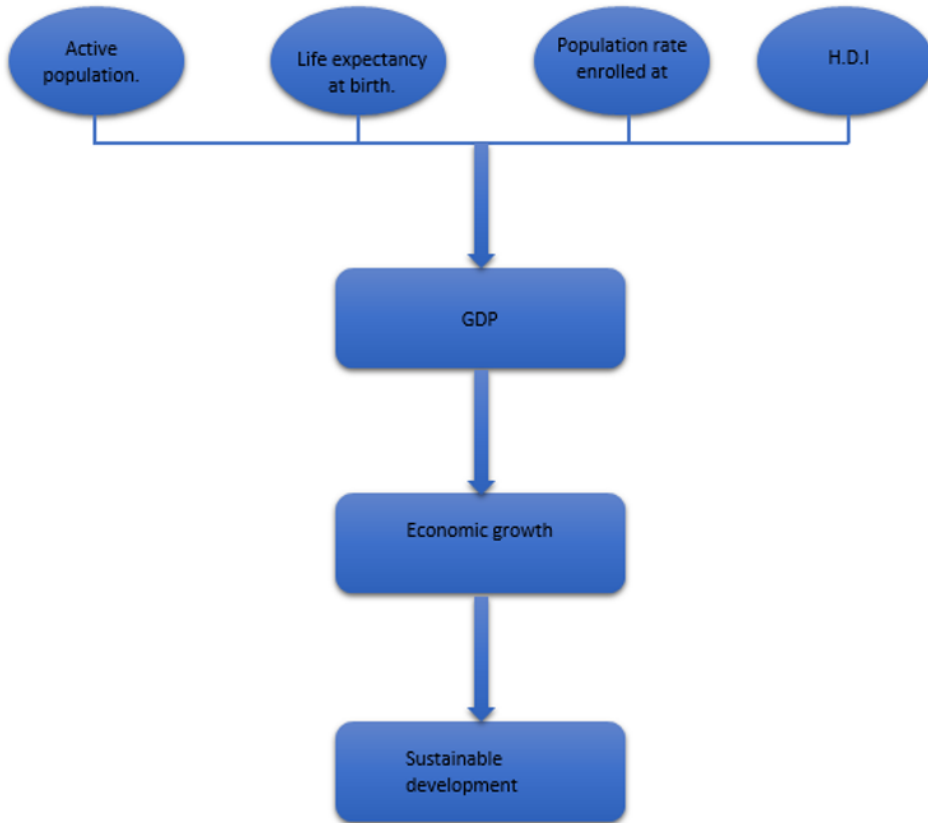 Active
population.
Life expectancy
at birth.
Population rate
enrolled at
H.D.I
GDP
Economic growth
Sustainable
development